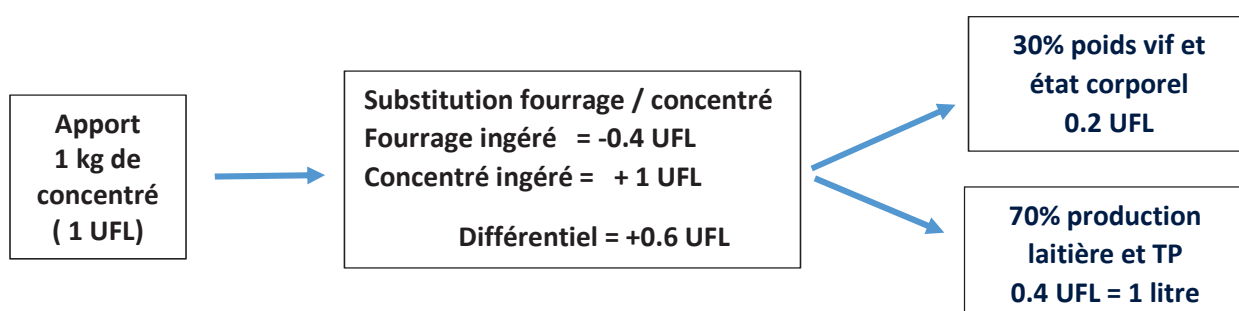 Apport
1 kg de
concentré
( 1 UFL)
Substitution fourrage / concentré
Fourrage ingéré = -0.4 UFL
Concentré ingéré = + 1 UFL
Différentiel = +0.6 UFL
30% poids vif et
état corporel
0.2 UFL
70% production
laitière et TP
0.4 UFL = 1 litre